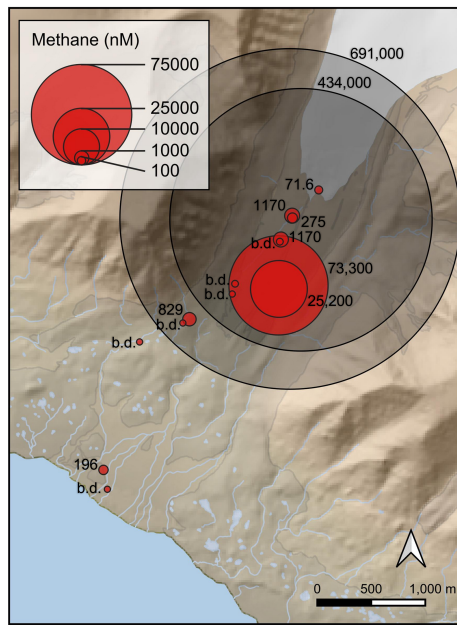 Methane (nM)
75000
25000
10000
1000
100
691,000
434,000
71.6
1170
275
1170
b.d.
73,300
b.d.
b.d.
25,200
829
b.d.
b.d.
196
b.d.
0 500 1,000 m